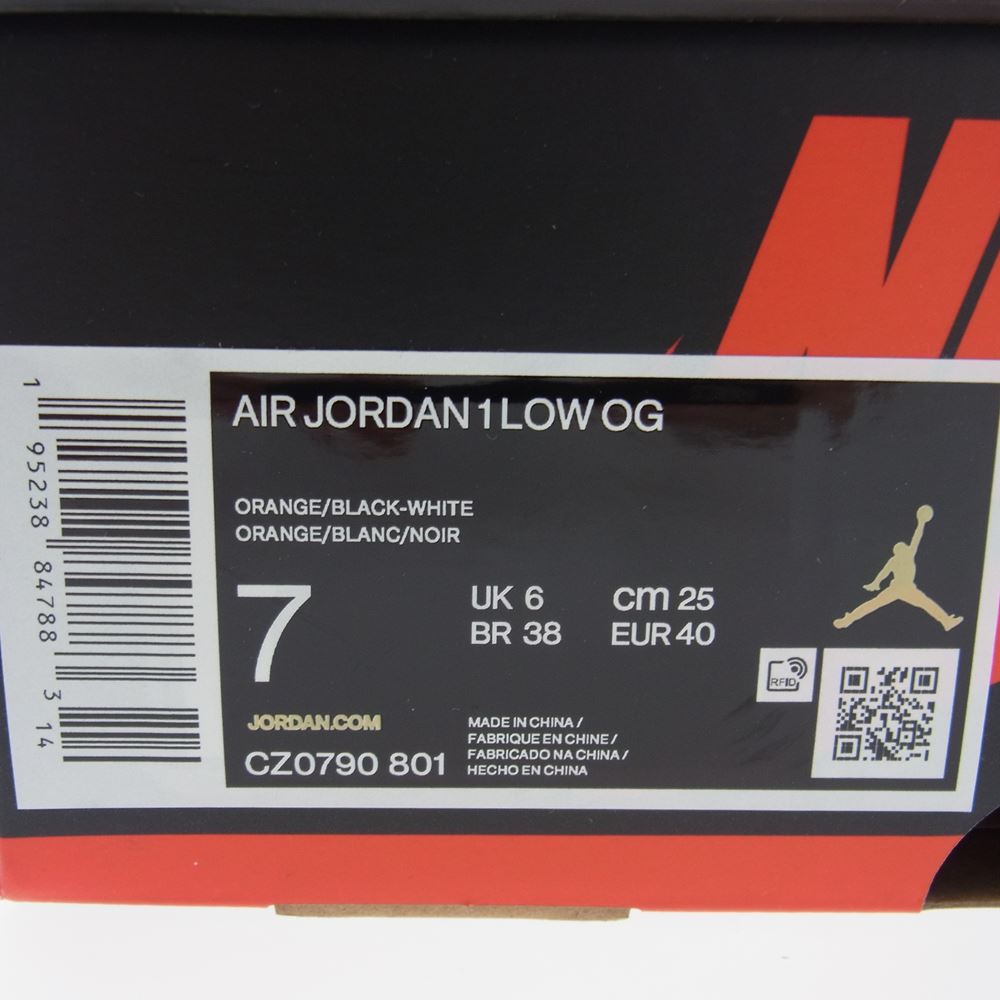 AIR JORDAN 1 LOW OG
ORANGE/BLACK-WHITE
ORANGE/BLANC/NOIR
7
UK 6 cm 25
BR 38 EUR 40
RFID
JORDAN.COM
CZ0790 801
MADE IN CHINA /
FABRIQUE EN CHINE /
FABRICADO NA CHINA /
HECHO EN CHINA
1 95238 84788 3 14